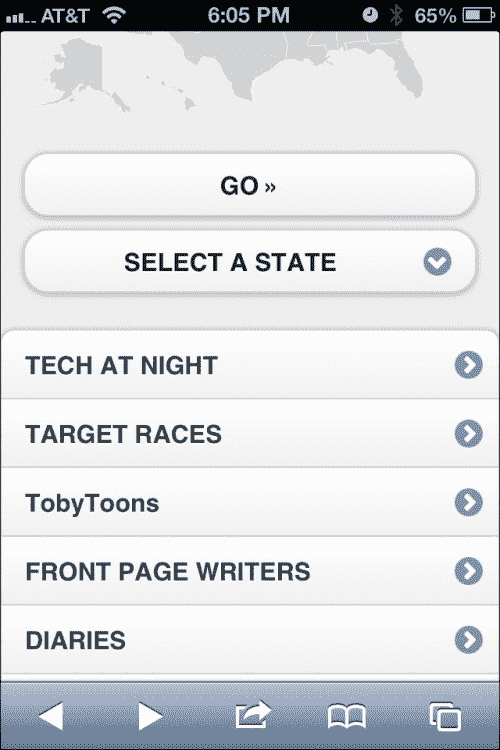 AT&T 6:05 PM 65%
GO »
SELECT A STATE
TECH AT NIGHT
TARGET RACES
TobyToons
FRONT PAGE WRITERS
DIARIES